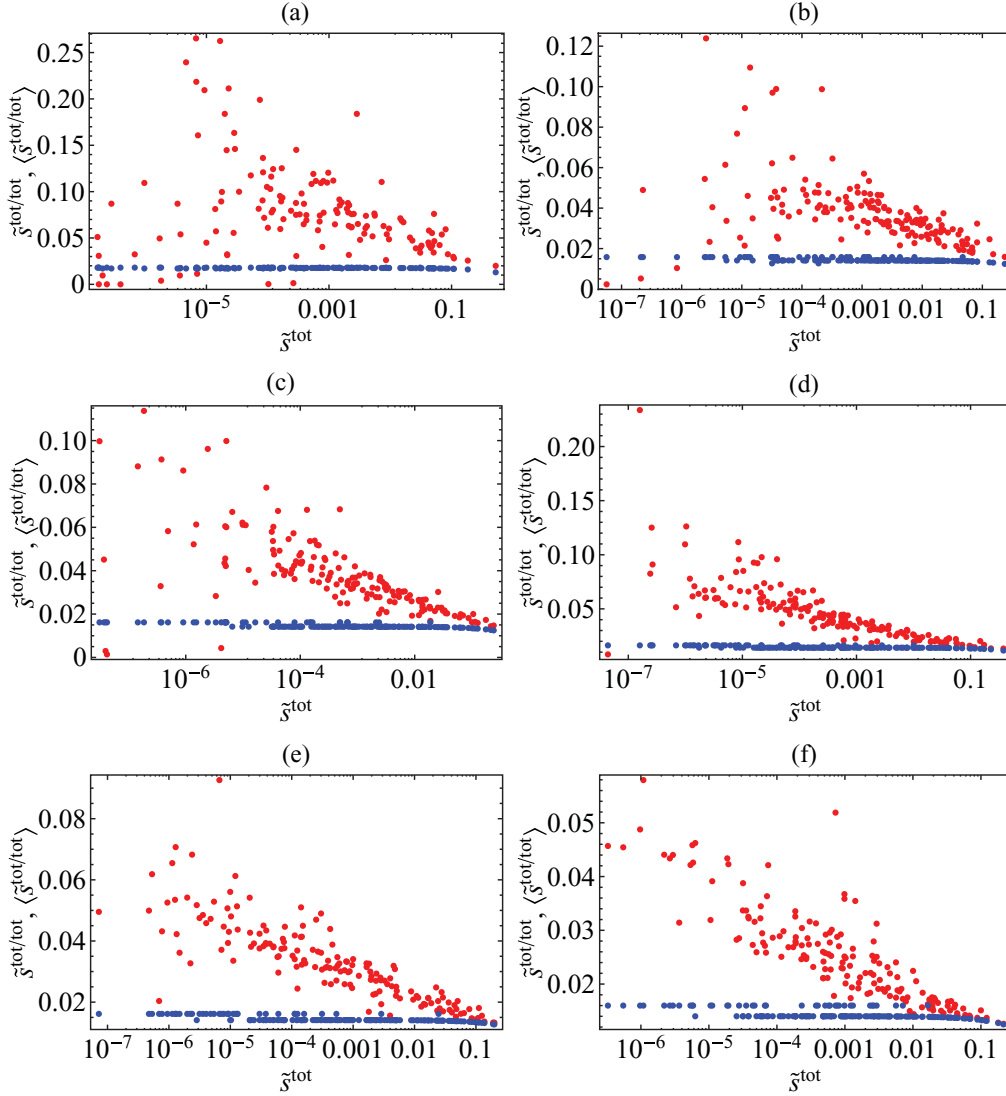 (a)
s̃^tot/tot, ⟨s̃^tot/tot⟩
0.25
0.20
0.15
0.10
0.05
0
10^−5 0.001 0.1
s̃^tot
(b)
s̃^tot/tot, ⟨s̃^tot/tot⟩
0.12
0.10
0.08
0.06
0.04
0.02
0
10^−7 10^−6 10^−5 10^−4 0.001 0.01 0.1
s̃^tot
(c)
s̃^tot/tot, ⟨s̃^tot/tot⟩
0.10
0.08
0.06
0.04
0.02
0
10^−6 10^−4 0.01
s̃^tot
(d)
s̃^tot/tot, ⟨s̃^tot/tot⟩
0.20
0.15
0.10
0.05
10^−7 10^−5 0.001 0.1
s̃^tot
(e)
s̃^tot/tot, ⟨s̃^tot/tot⟩
0.08
0.06
0.04
0.02
10^−7 10^−6 10^−5 10^−4 0.001 0.01 0.1
s̃^tot
(f)
s̃^tot/tot, ⟨s̃^tot/tot⟩
0.05
0.04
0.03
0.02
10^−6 10^−5 10^−4 0.001 0.01 0.1
s̃^tot